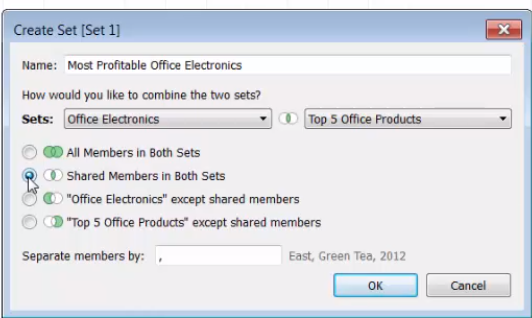 Create Set [Set 1]
Name: Most Profitable Office Electronics
How would you like to combine the two sets?
Sets: Office Electronics Top 5 Office Products
All Members in Both Sets
Shared Members in Both Sets
"Office Electronics" except shared members
"Top 5 Office Products" except shared members
Separate members by: , East, Green Tea, 2012
OK Cancel